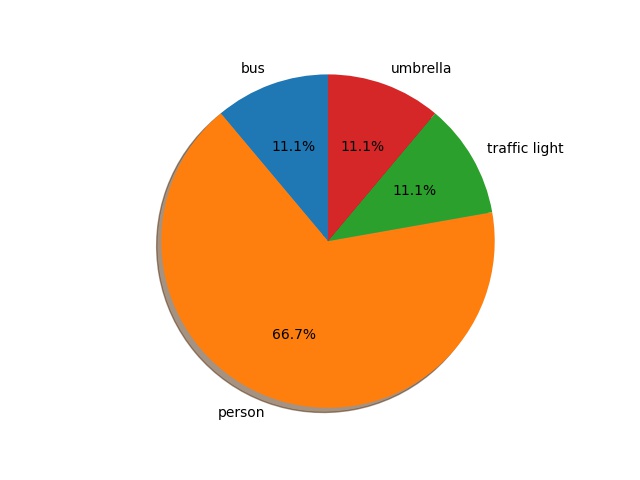 bus
umbrella
11.1%
11.1%
traffic light
11.1%
66.7%
person